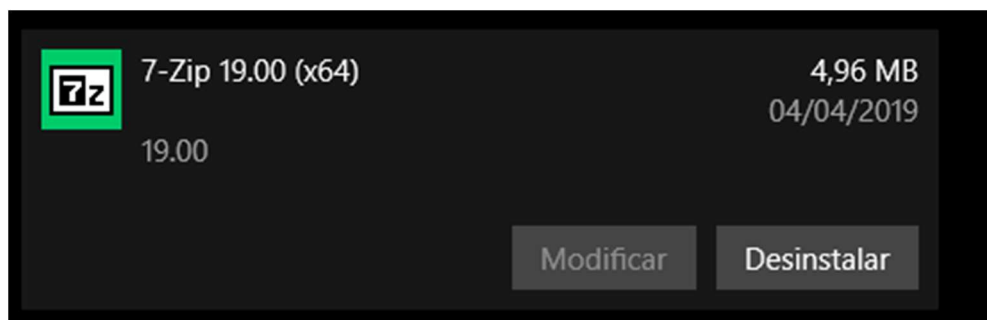 7z
7-Zip 19.00 (x64)
4,96 MB
04/04/2019
19.00
Modificar
Desinstalar